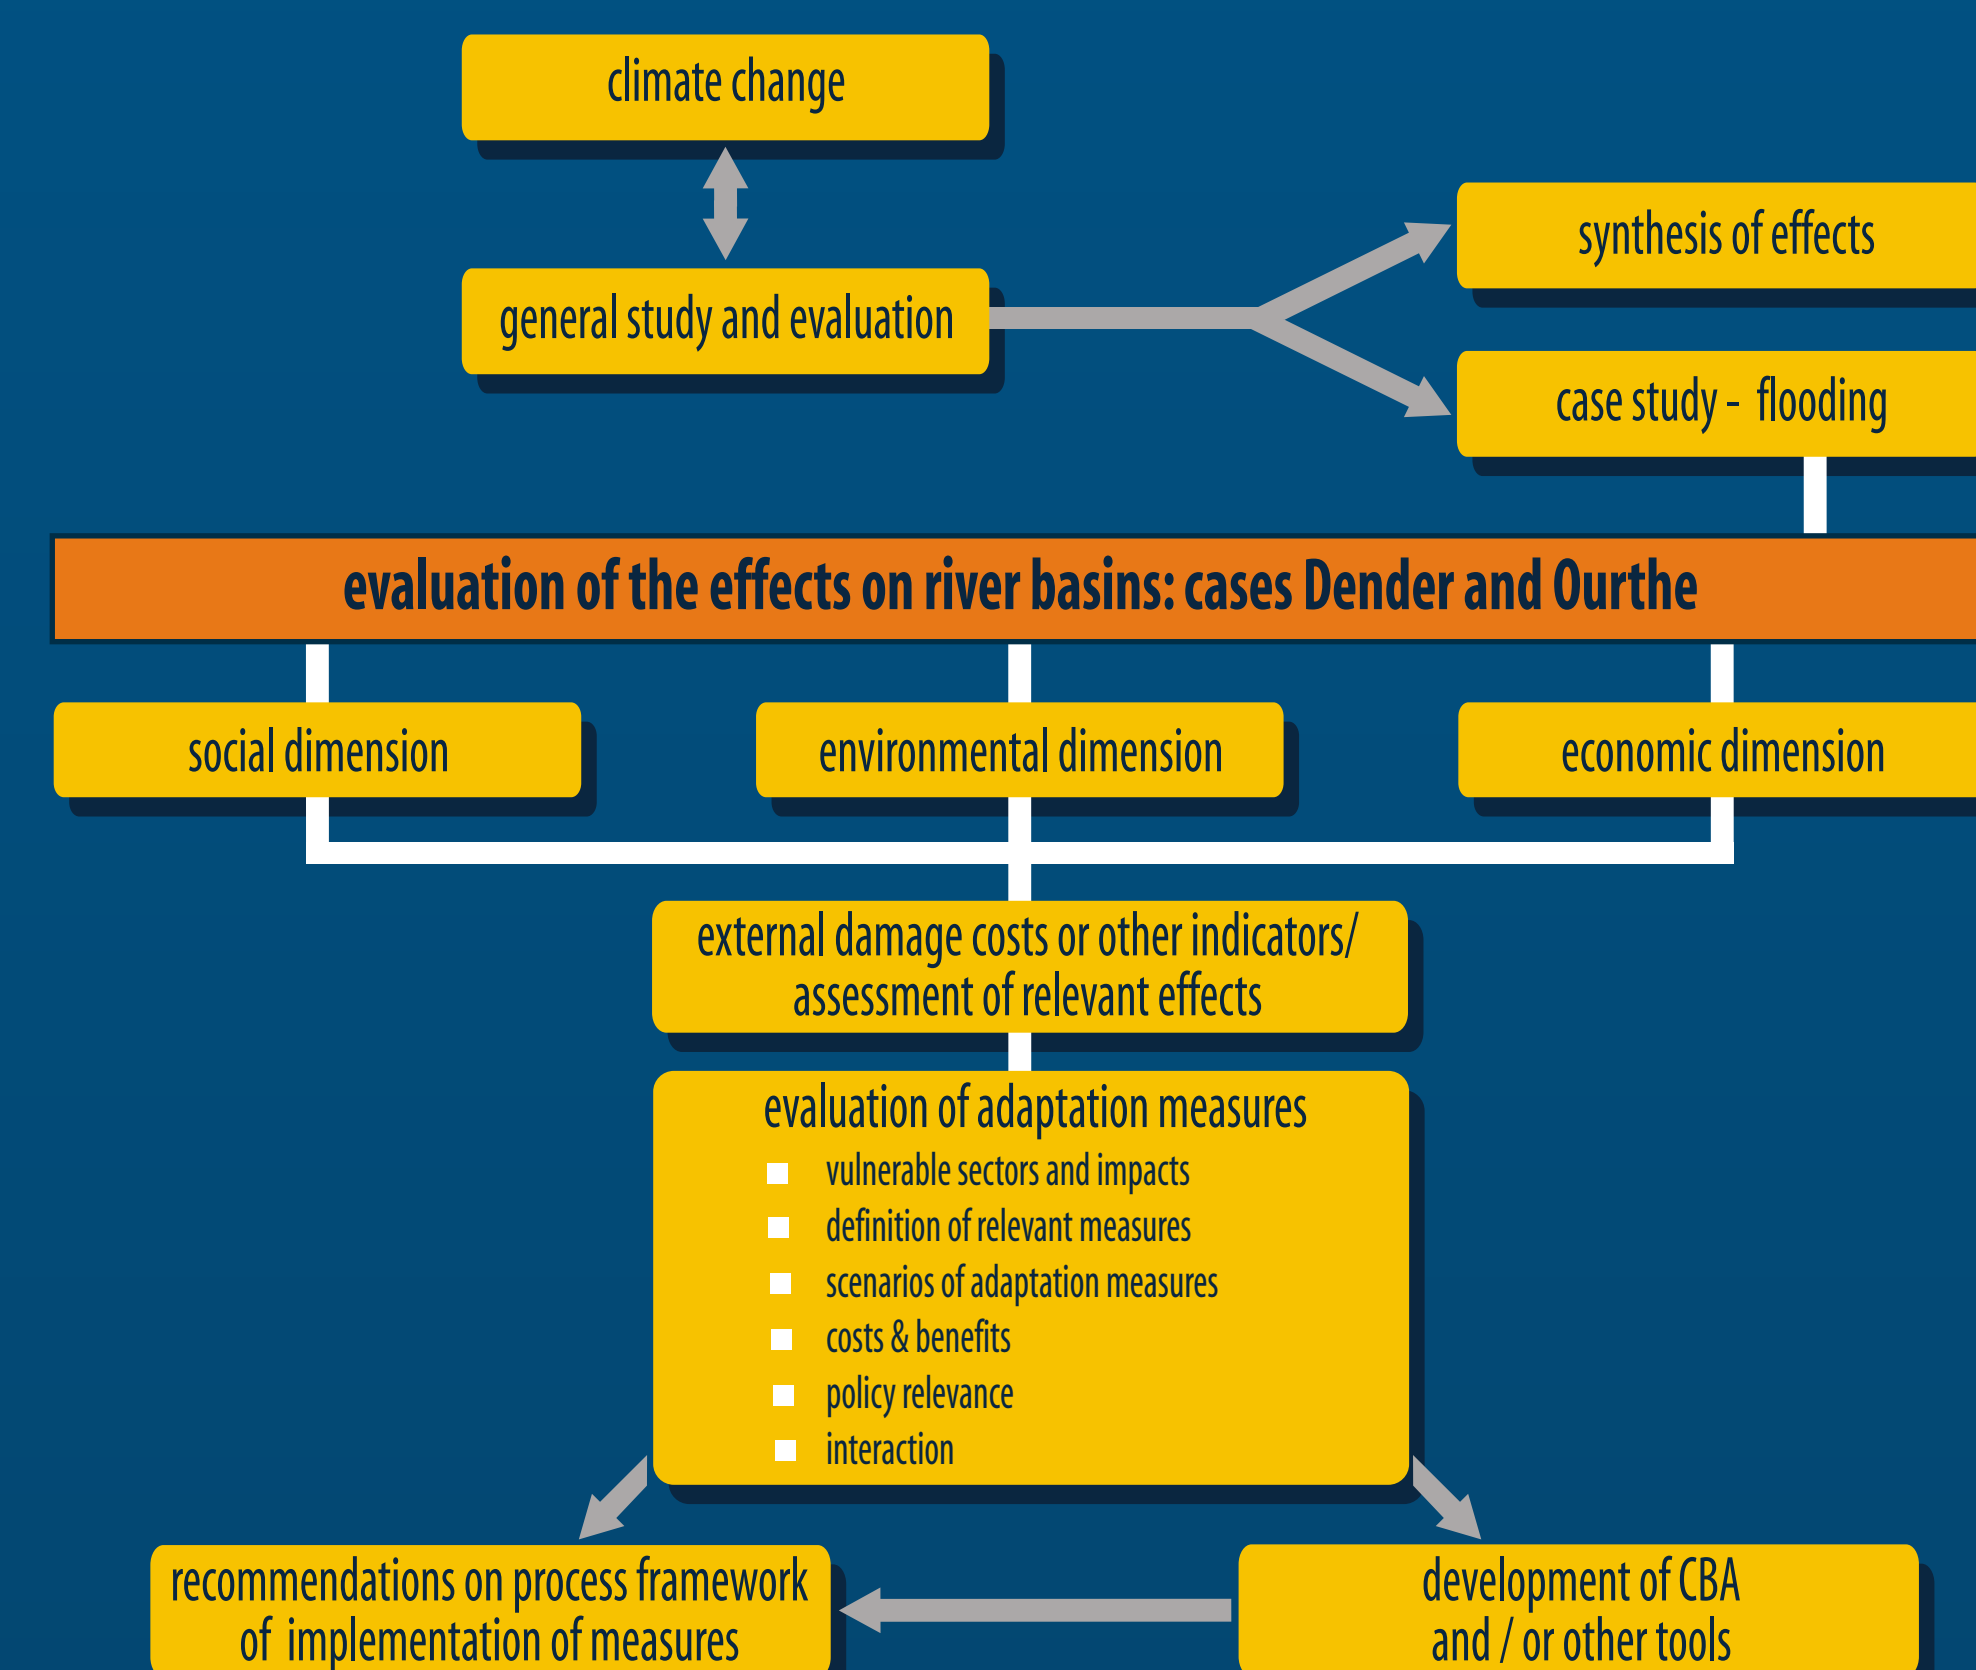 climate change
synthesis of effects
general study and evaluation
case study - flooding
evaluation of the effects on river basins: cases Dender and Ourthe
social dimension
environmental dimension
economic dimension
external damage costs or other indicators/
assessment of relevant effects
evaluation of adaptation measures
vulnerable sectors and impacts
definition of relevant measures
scenarios of adaptation measures
costs & benefits
policy relevance
interaction
recommendations on process framework
of implementation of measures
development of CBA
and / or other tools